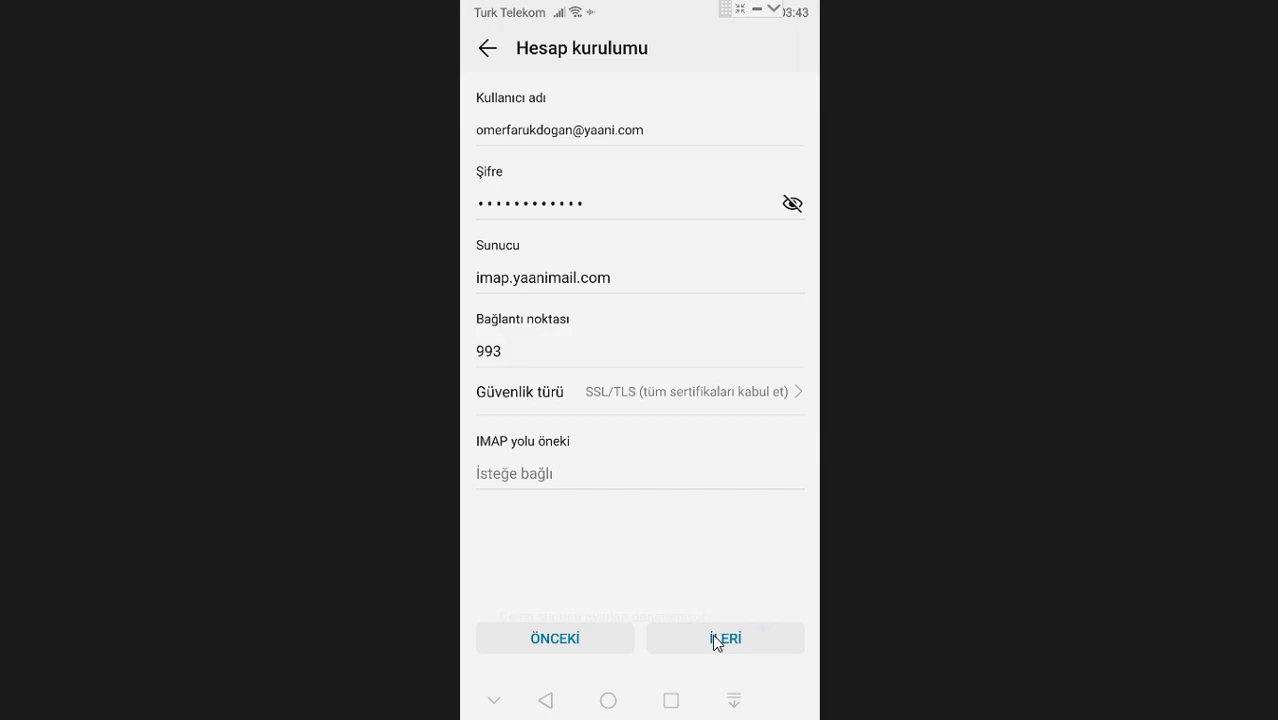 Turk Telekom
03:43
Hesap kurulumu
Kullanıcı adı
omerfarukdogan@yaani.com
Şifre
••••••••••••
Sunucu
imap.yaanimail.com
Bağlantı noktası
993
Güvenlik türü SSL/TLS (tüm sertifikaları kabul et)
IMAP yolu öneki
İsteğe bağlı
ÖNCEKİ İLERİ